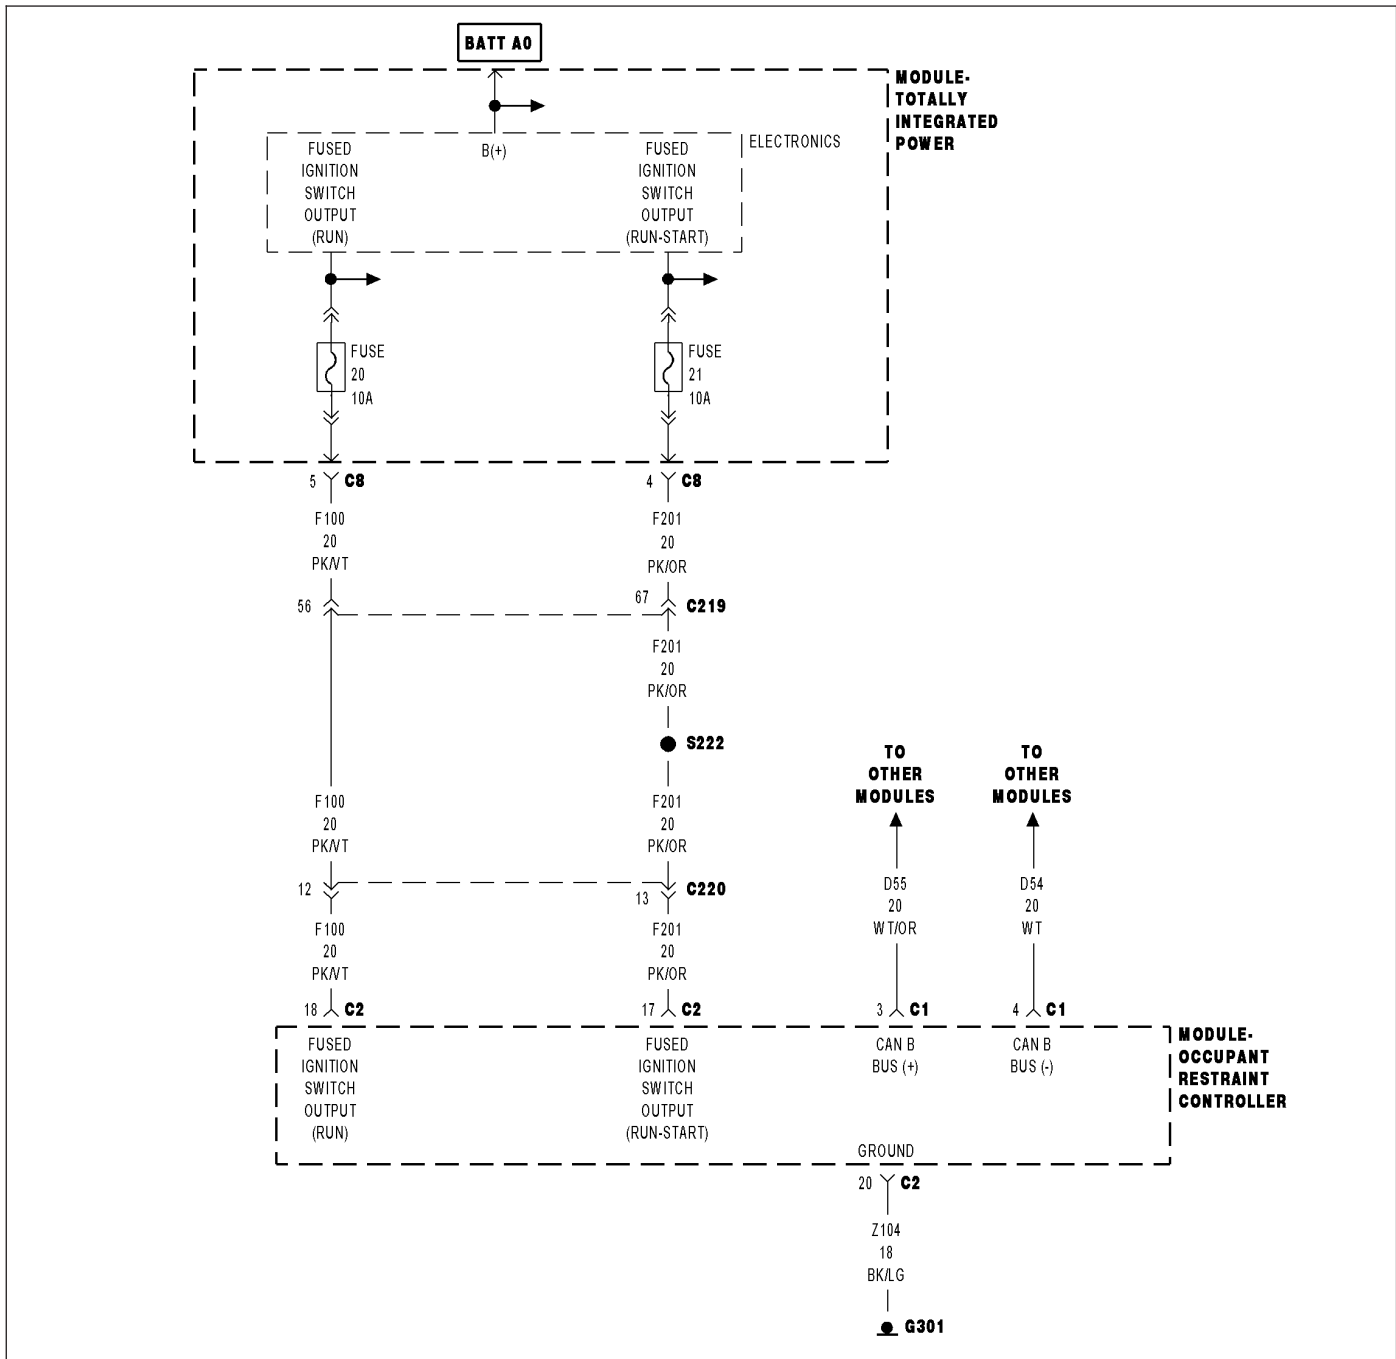 BATT A0
MODULE-
TOTALLY
INTEGRATED
POWER
ELECTRONICS
FUSED
IGNITION
SWITCH
OUTPUT
(RUN)
B(+)
FUSED
IGNITION
SWITCH
OUTPUT
(RUN-START)
FUSE
20
10A
FUSE
21
10A
5 C8
4 C8
F100
20
PK/VT
F201
20
PK/OR
56
67 C219
F201
20
PK/OR
S222
TO
OTHER
MODULES
TO
OTHER
MODULES
F100
20
PK/VT
F201
20
PK/OR
D55
20
WT/OR
D54
20
WT
12
13 C220
F100
20
PK/VT
F201
20
PK/OR
18 C2
17 C2
3 C1
4 C1
FUSED
IGNITION
SWITCH
OUTPUT
(RUN)
FUSED
IGNITION
SWITCH
OUTPUT
(RUN-START)
CAN B
BUS (+)
CAN B
BUS (-)
MODULE-
OCCUPANT
RESTRAINT
CONTROLLER
GROUND
20 C2
Z104
18
BK/LG
G301